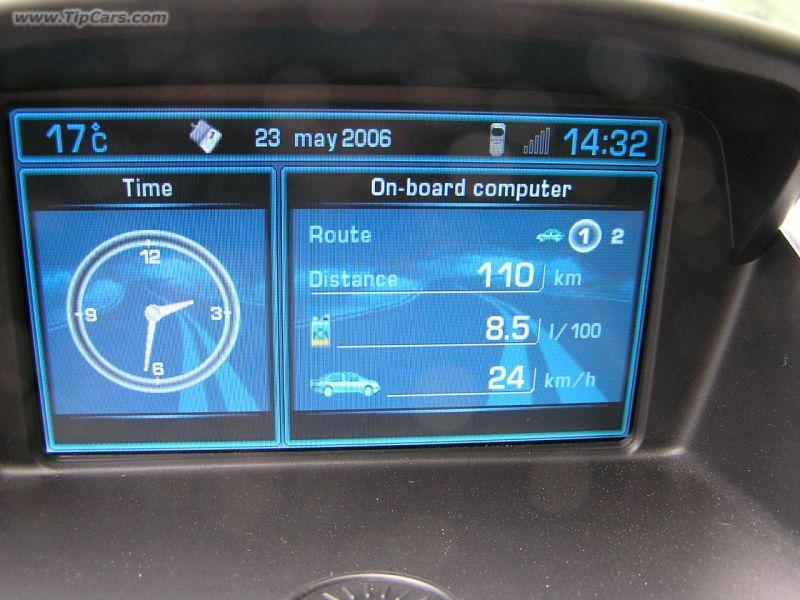 www.TipCars.com
17°C 23 may 2006 14:32
Time
12
9 3
6
On-board computer
Route 1 2
Distance 110 km
8.5 l/100
24 km/h